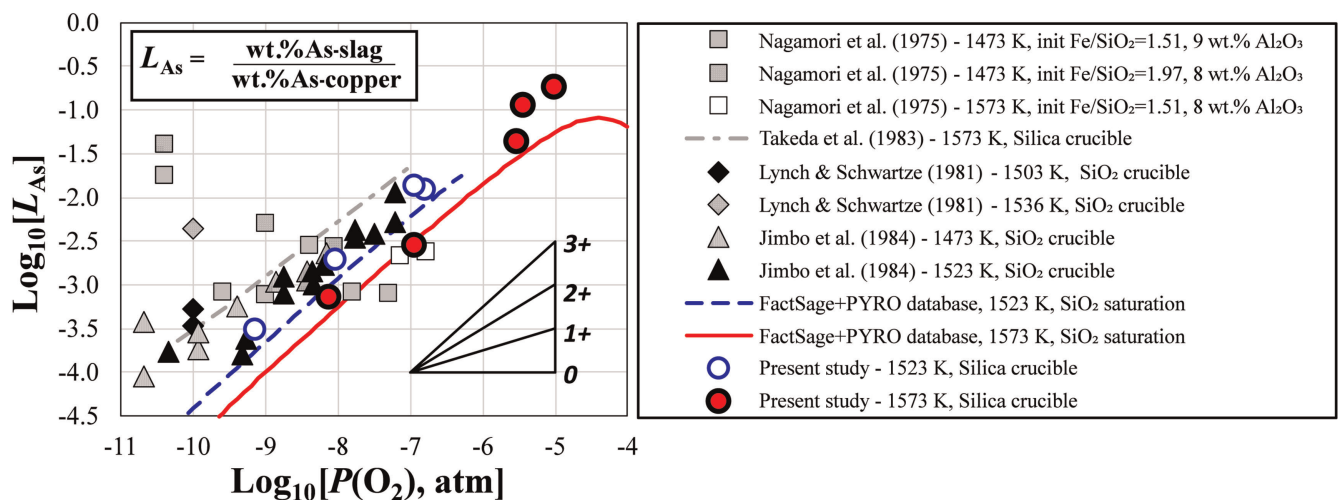 0.0
-0.5
-1.0
-1.5
-2.0
-2.5
-3.0
-3.5
-4.0
-4.5
Log₁₀[L_As]
L_As = wt.%As-slag
wt.%As-copper
3+
2+
1+
0
-11 -10 -9 -8 -7 -6 -5 -4
Log₁₀[P(O₂), atm]
Nagamori et al. (1975) - 1473 K, init Fe/SiO₂=1.51, 9 wt.% Al₂O₃
Nagamori et al. (1975) - 1473 K, init Fe/SiO₂=1.97, 8 wt.% Al₂O₃
Nagamori et al. (1975) - 1573 K, init Fe/SiO₂=1.51, 8 wt.% Al₂O₃
Takeda et al. (1983) - 1573 K, Silica crucible
Lynch & Schwartze (1981) - 1503 K, SiO₂ crucible
Lynch & Schwartze (1981) - 1536 K, SiO₂ crucible
Jimbo et al. (1984) - 1473 K, SiO₂ crucible
Jimbo et al. (1984) - 1523 K, SiO₂ crucible
FactSage+PYRO database, 1523 K, SiO₂ saturation
FactSage+PYRO database, 1573 K, SiO₂ saturation
Present study - 1523 K, Silica crucible
Present study - 1573 K, Silica crucible